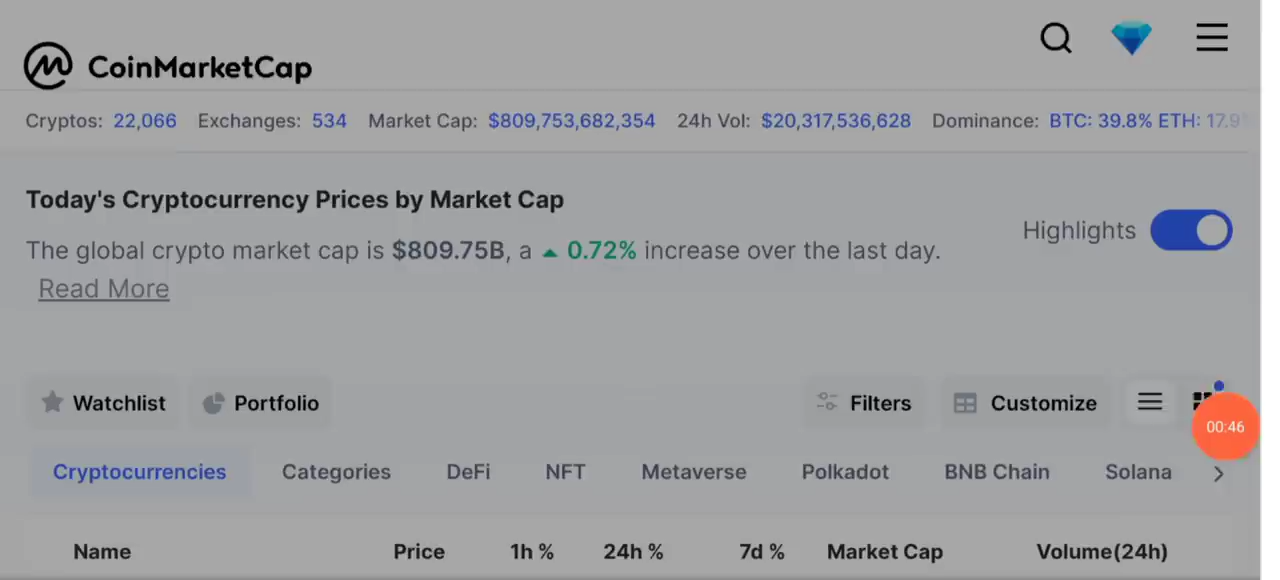 CoinMarketCap
Cryptos: 22,066 Exchanges: 534 Market Cap: $809,753,682,354 24h Vol: $20,317,536,628 Dominance: BTC: 39.8% ETH: 17.9%
Today's Cryptocurrency Prices by Market Cap
Highlights
The global crypto market cap is $809.75B, a ▲ 0.72% increase over the last day.
Read More
Watchlist Portfolio Filters Customize
00:46
Cryptocurrencies Categories DeFi NFT Metaverse Polkadot BNB Chain Solana
Name Price 1h % 24h % 7d % Market Cap Volume(24h)